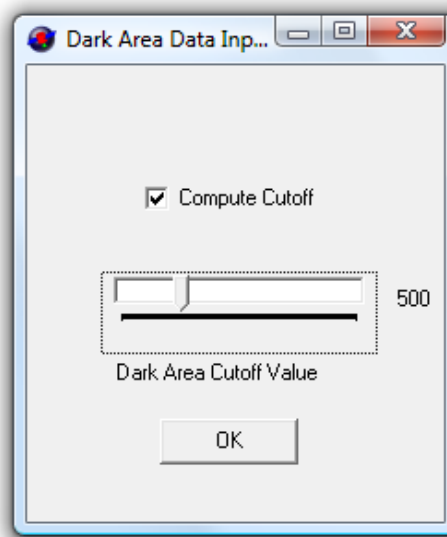 Dark Area Data Inp...
Compute Cutoff
500
Dark Area Cutoff Value
OK